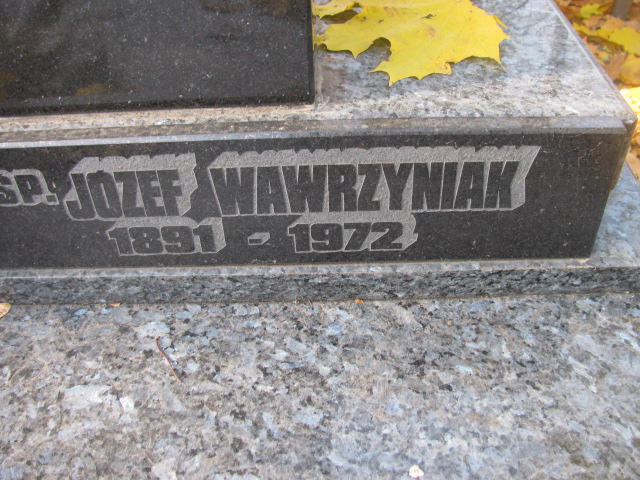 SP. JÓZEF WAWRZYNIAK
1891 - 1972